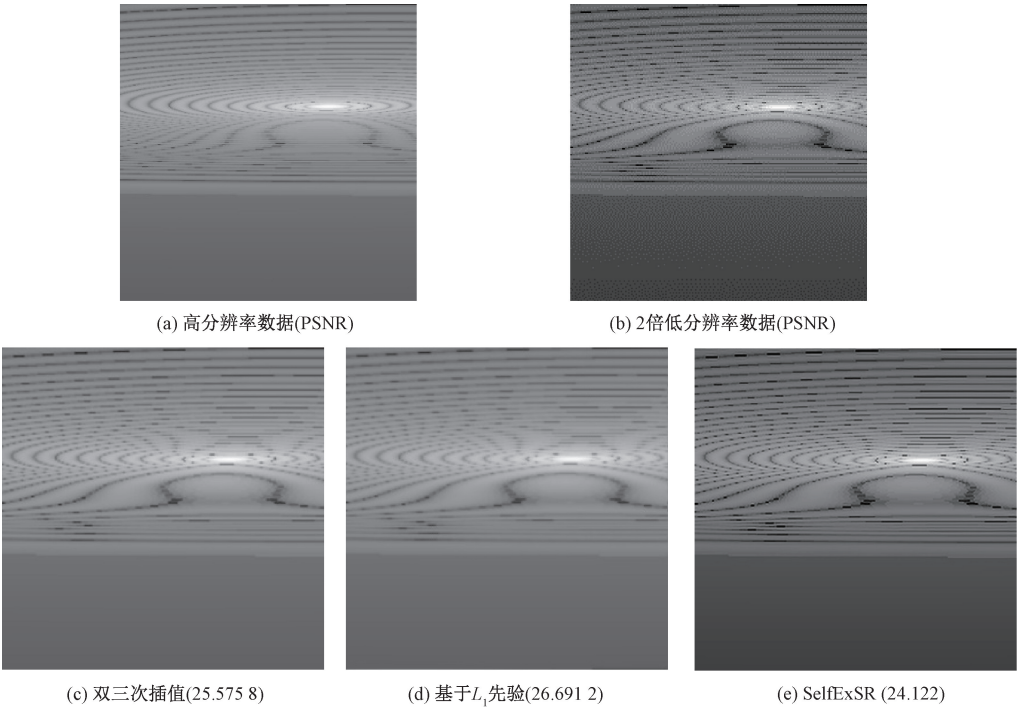 (a) 高分辨率数据(PSNR)
(b) 2倍低分辨率数据(PSNR)
(c) 双三次插值(25.575 8)
(d) 基于L1先验(26.691 2)
(e) SelfExSR (24.122)